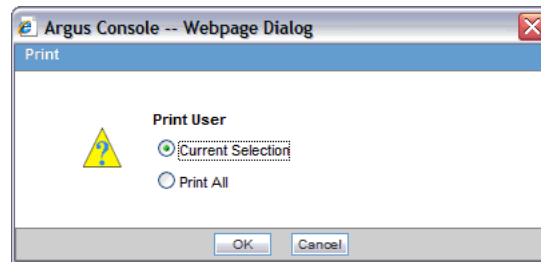 Argus Console -- Webpage Dialog
Print
Print User
Current Selection
Print All
OK Cancel